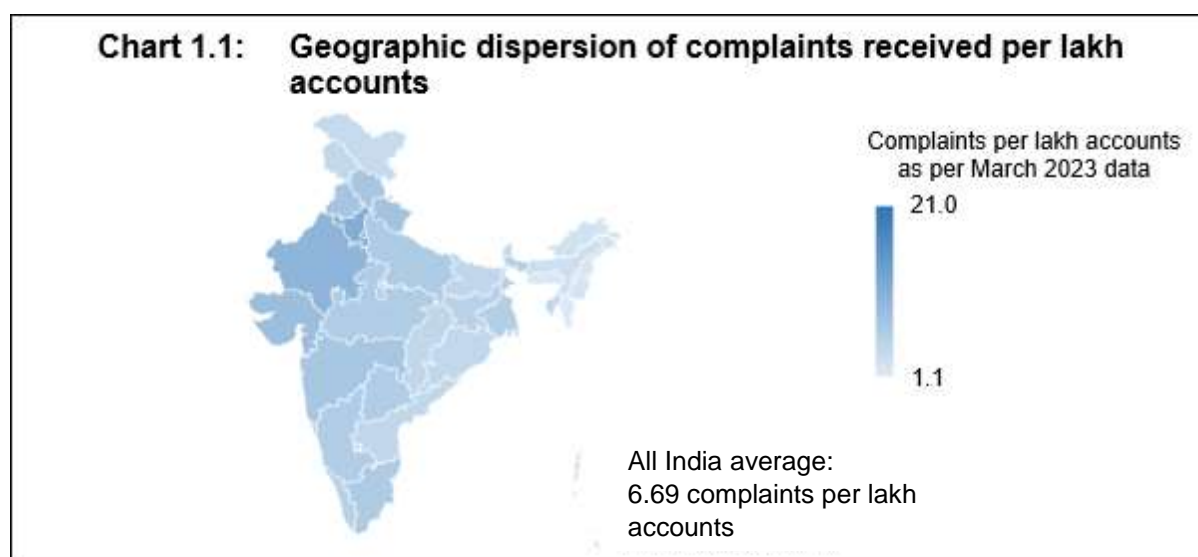 Chart 1.1: Geographic dispersion of complaints received per lakh
accounts
Complaints per lakh accounts
as per March 2023 data
21.0
1.1
All India average:
6.69 complaints per lakh
accounts